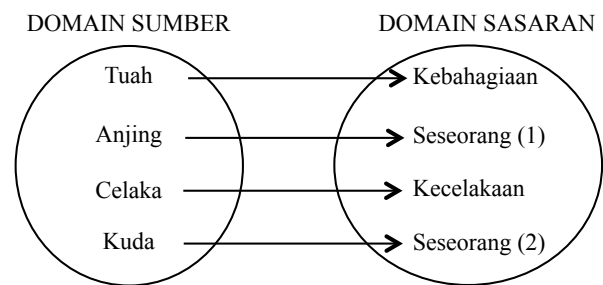 DOMAIN SUMBER DOMAIN SASARAN
Tuah Kebahagiaan
Anjing Seseorang (1)
Celaka Kecelakaan
Kuda Seseorang (2)